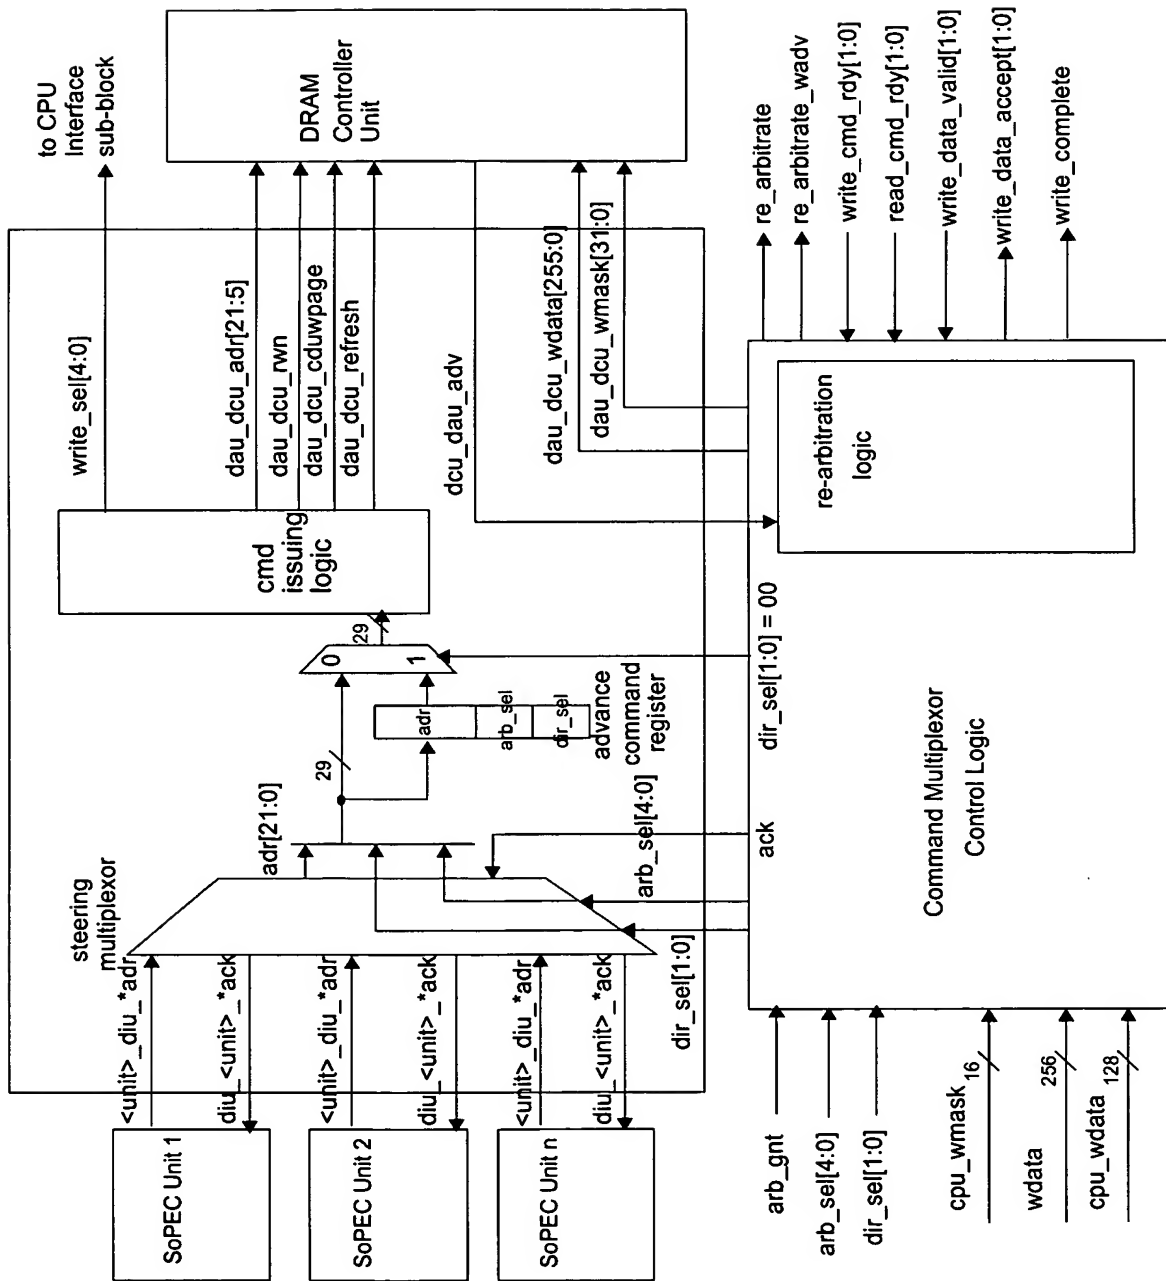 to CPU
Interface
sub-block
DRAM
Controller
Unit
write_sel[4:0]
dau_dcu_adr[21:5]
dau_dcu_rwn
dau_dcu_cduwpage
dau_dcu_refresh
dcu_dau_adv
dau_dcu_wdata[255:0]
dau_dcu_wmask[31:0]
re_arbitrate
re_arbitrate_wadv
write_cmd_rdy[1:0]
read_cmd_rdy[1:0]
write_data_valid[1:0]
write_data_accept[1:0]
write_complete
cmd
issuing
logic
re-arbitration
logic
29
0
1
29
adr
arb_sel
dir_sel
advance
command
register
dir_sel[1:0] = 00
adr[21:0]
arb_sel[4:0]
ack
Command Multiplexor
Control Logic
steering
multiplexor
<unit>_diu_*adr
diu_<unit>_*ack
<unit>_diu_*adr
diu_<unit>_*ack
<unit>_diu_*adr
diu_<unit>_*ack
dir_sel[1:0]
SoPEC Unit 1
SoPEC Unit 2
SoPEC Unit n
arb_gnt
arb_sel[4:0]
dir_sel[1:0]
cpu_wmask
16
wdata
256
cpu_wdata
128